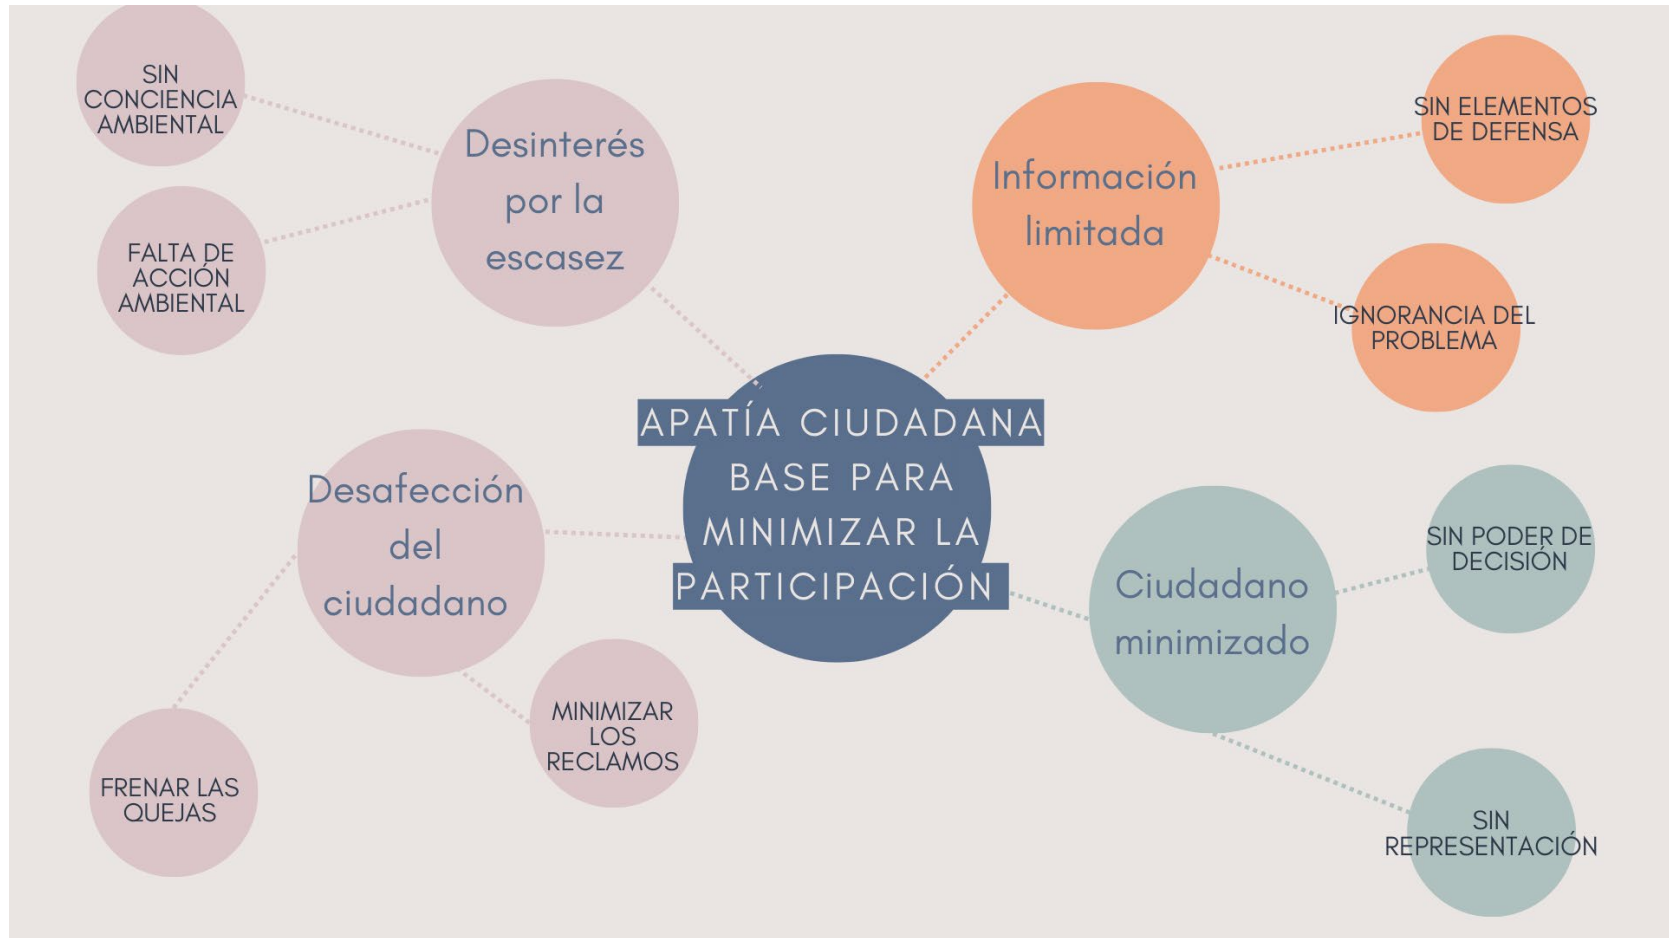 SIN
CONCIENCIA
AMBIENTAL
Desinterés
por la
escasez
FALTA DE
ACCIÓN
AMBIENTAL
Información
limitada
SIN ELEMENTOS
DE DEFENSA
IGNORANCIA DEL
PROBLEMA
APATÍA CIUDADANA
BASE PARA
MINIMIZAR LA
PARTICIPACIÓN
Desafección
del
ciudadano
FRENAR LAS
QUEJAS
MINIMIZAR
LOS
RECLAMOS
Ciudadano
minimizado
SIN PODER DE
DECISIÓN
SIN
REPRESENTACIÓN